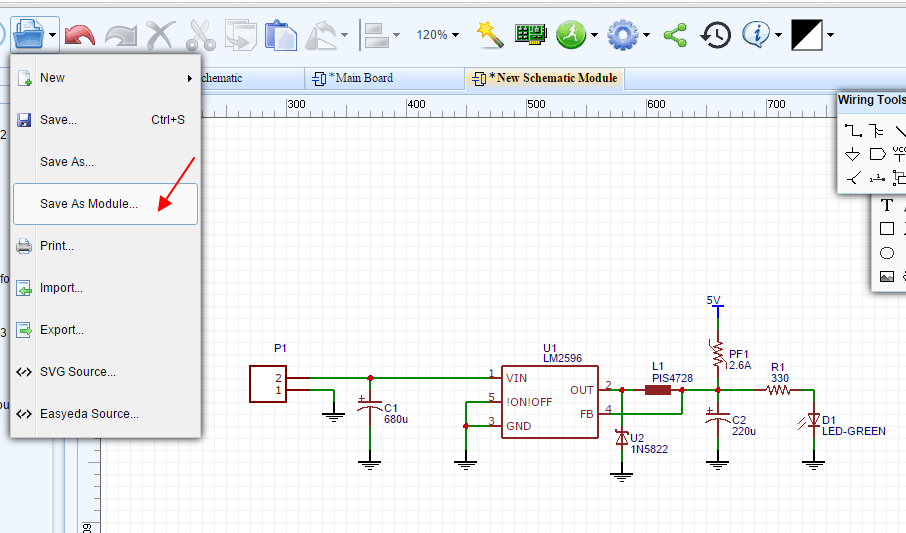 120%
New
Save... Ctrl+S
Save As...
Save As Module...
Print...
Import...
Export...
SVG Source...
Easyeda Source...
*Main Board
*New Schematic Module
300 400 500 600 700
Wiring Tools
T
5V
P1
2
1
C1
680u
U1
LM2596
1 VIN
5 !ON!OFF
3 GND
OUT 2
FB 4
U2
1N5822
L1
PIS4728
PF1
2.6A
C2
220u
R1
330
D1
LED-GREEN